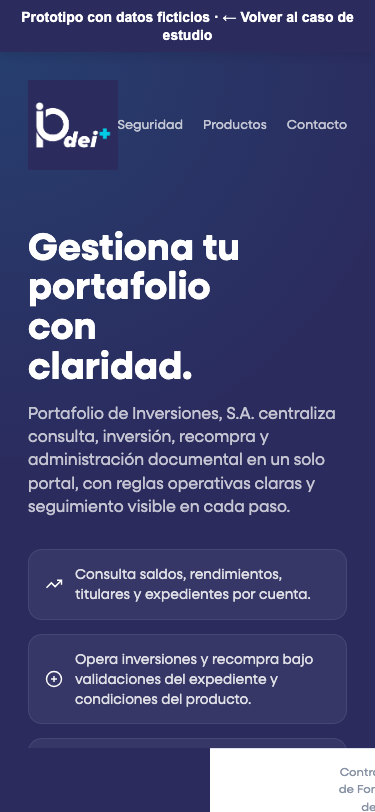 Prototipo con datos ficticios · ← Volver al caso de
estudio
dei+
Seguridad Productos Contacto
Gestiona tu
portafolio
con
claridad.
Portafolio de Inversiones, S.A. centraliza
consulta, inversión, recompra y
administración documental en un solo
portal, con reglas operativas claras y
seguimiento visible en cada paso.
Consulta saldos, rendimientos,
titulares y expedientes por cuenta.
Opera inversiones y recompra bajo
validaciones del expediente y
condiciones del producto.
de